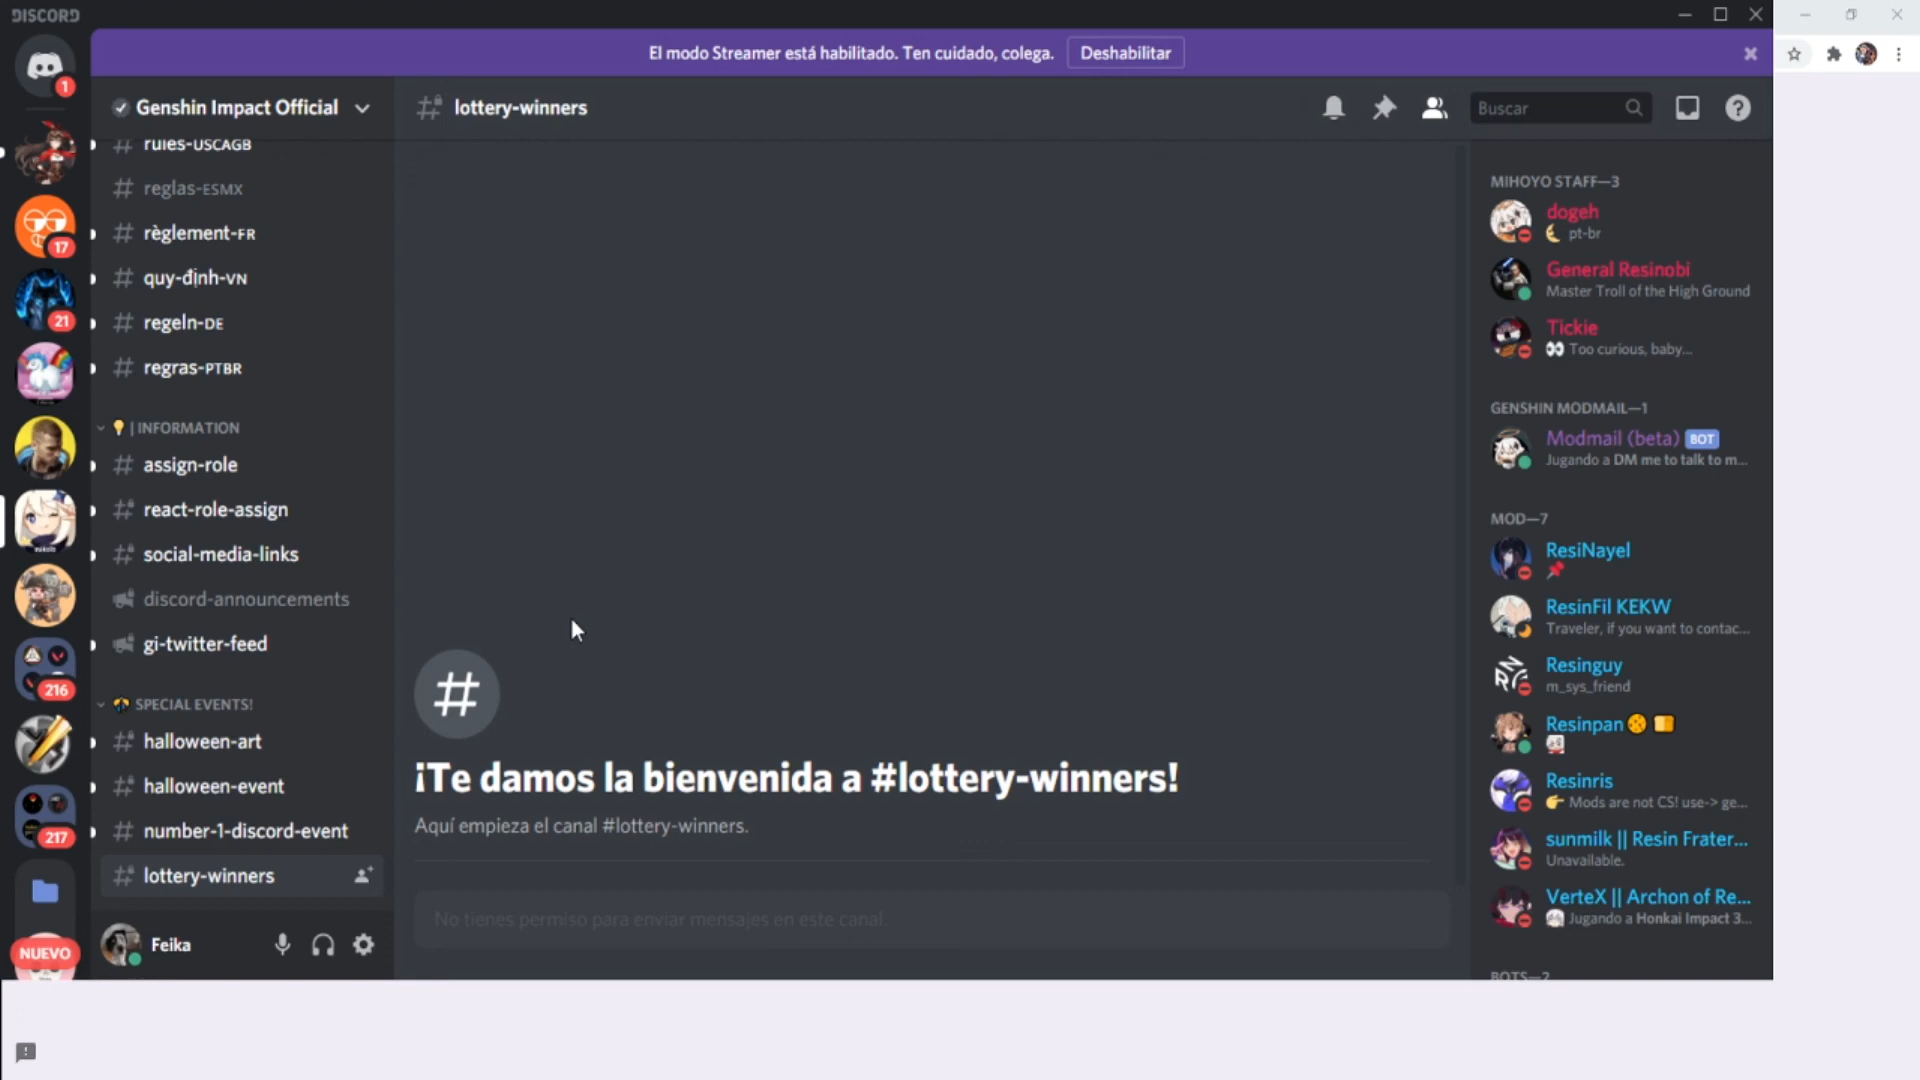 DISCORD
El modo Streamer está habilitado. Ten cuidado, colega.
Deshabilitar
Genshin Impact Official
lottery-winners
Buscar
rules-USCAGB
reglas-ESMX
règlement-FR
quy-định-VN
regeln-DE
regras-PTBR
| INFORMATION
assign-role
react-role-assign
social-media-links
discord-announcements
gi-twitter-feed
SPECIAL EVENTS!
halloween-art
halloween-event
number-1-discord-event
lottery-winners
Feika
1
17
21
216
217
NUEVO
¡Te damos la bienvenida a #lottery-winners!
Aquí empieza el canal #lottery-winners.
No tienes permiso para enviar mensajes en este canal.
MIHOYO STAFF—3
dogeh
pt-br
General Resinobi
Master Troll of the High Ground
Tickie
Too curious, baby...
GENSHIN MODMAIL—1
Modmail (beta) BOT
Jugando a DM me to talk to m...
MOD—7
ResiNayel
ResinFil KEKW
Traveler, if you want to contac...
Resinguy
m_sys_friend
Resinpan
Resinris
Mods are not CS! use-> ge...
sunmilk || Resin Frater...
Unavailable.
VerteX || Archon of Re...
Jugando a Honkai Impact 3...
BOTS—2